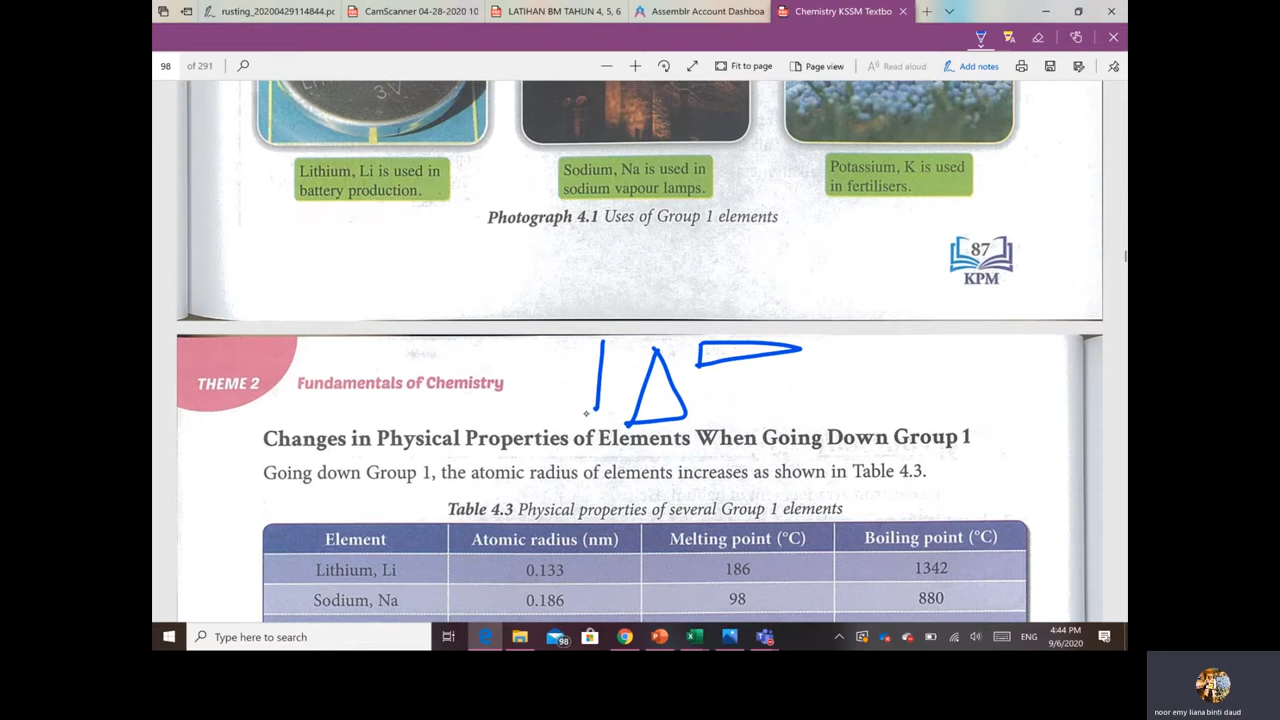 rusting_20200429114844.pc
CamScanner 04-28-2020 10
LATIHAN BM TAHUN 4, 5, 6
Assemblr Account Dashboa
Chemistry KSSM Textbo
98 of 291
Fit to page
Page view
Read aloud
Add notes
3V
Lithium, Li is used in
battery production.
Sodium, Na is used in
sodium vapour lamps.
Potassium, K is used
in fertilisers.
Photograph 4.1 Uses of Group 1 elements
87
KPM
THEME 2
Fundamentals of Chemistry
Changes in Physical Properties of Elements When Going Down Group 1
Going down Group 1, the atomic radius of elements increases as shown in Table 4.3.
Table 4.3 Physical properties of several Group 1 elements
Element Atomic radius (nm) Melting point (°C) Boiling point (°C)
Lithium, Li 0.133 186 1342
Sodium, Na 0.186 98 880
Type here to search
98
ENG
4:44 PM
9/6/2020
noor emy liana binti daud